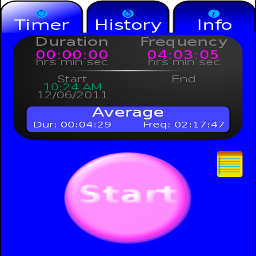 Timer History Info
Duration Frequency
00:00:00 04:03:05
hrs min sec hrs min sec
Start End
10:24 AM
12/06/2011
Average
Dur: 00:04:29 Freq: 02:17:47
Start